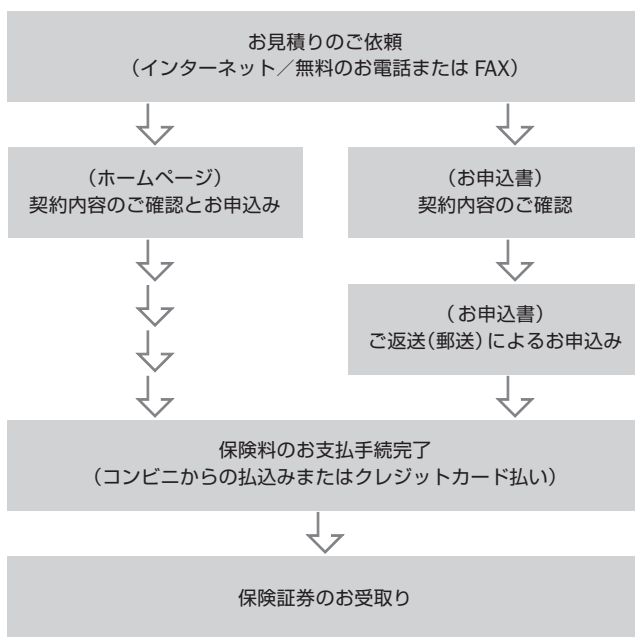 お見積りのご依頼
（インターネット／無料のお電話または FAX）
（ホームページ）
契約内容のご確認とお申込み
（お申込書）
契約内容のご確認
（お申込書）
ご返送（郵送）によるお申込み
保険料のお支払手続完了
（コンビニからの払込みまたはクレジットカード払い）
保険証券のお受取り